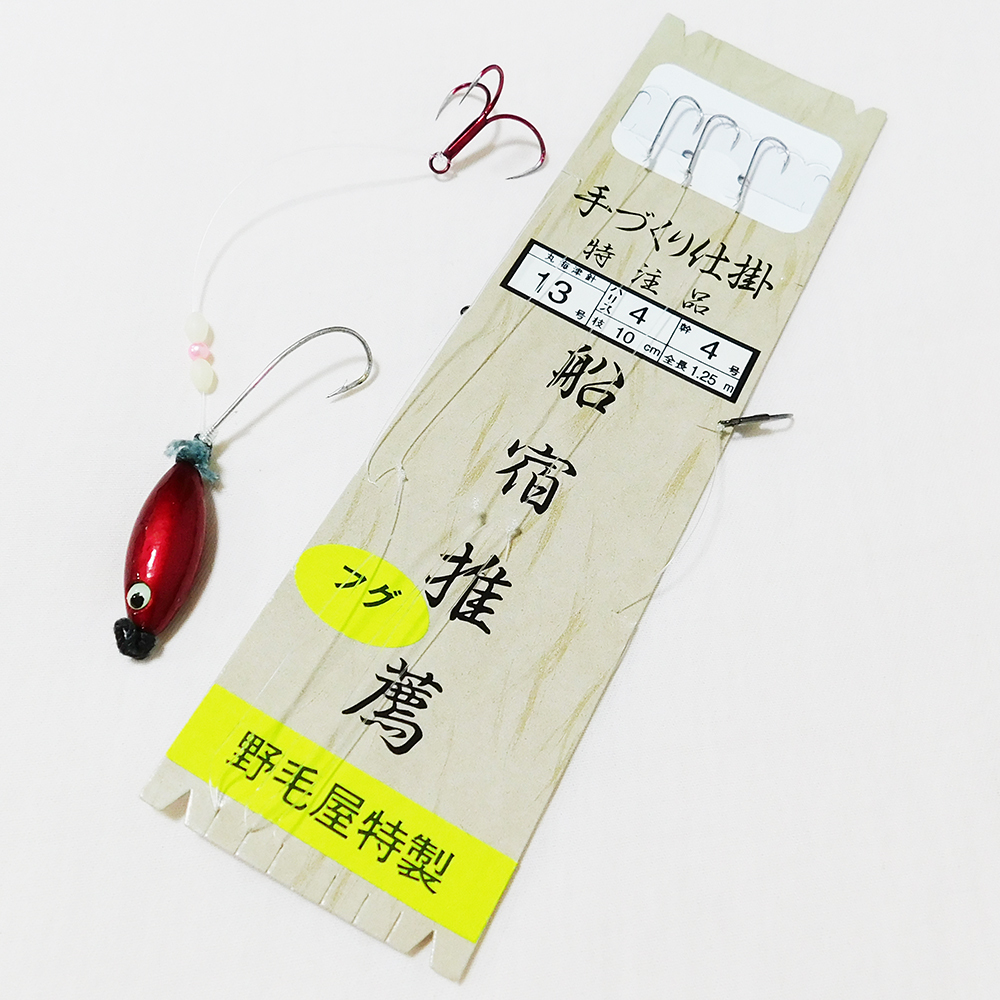 手づくり仕掛
特注品
丸海津針 13号
ハリス 4
枝 10cm
幹 4号
全長1.25m
船宿推薦
フグ
野毛屋特製